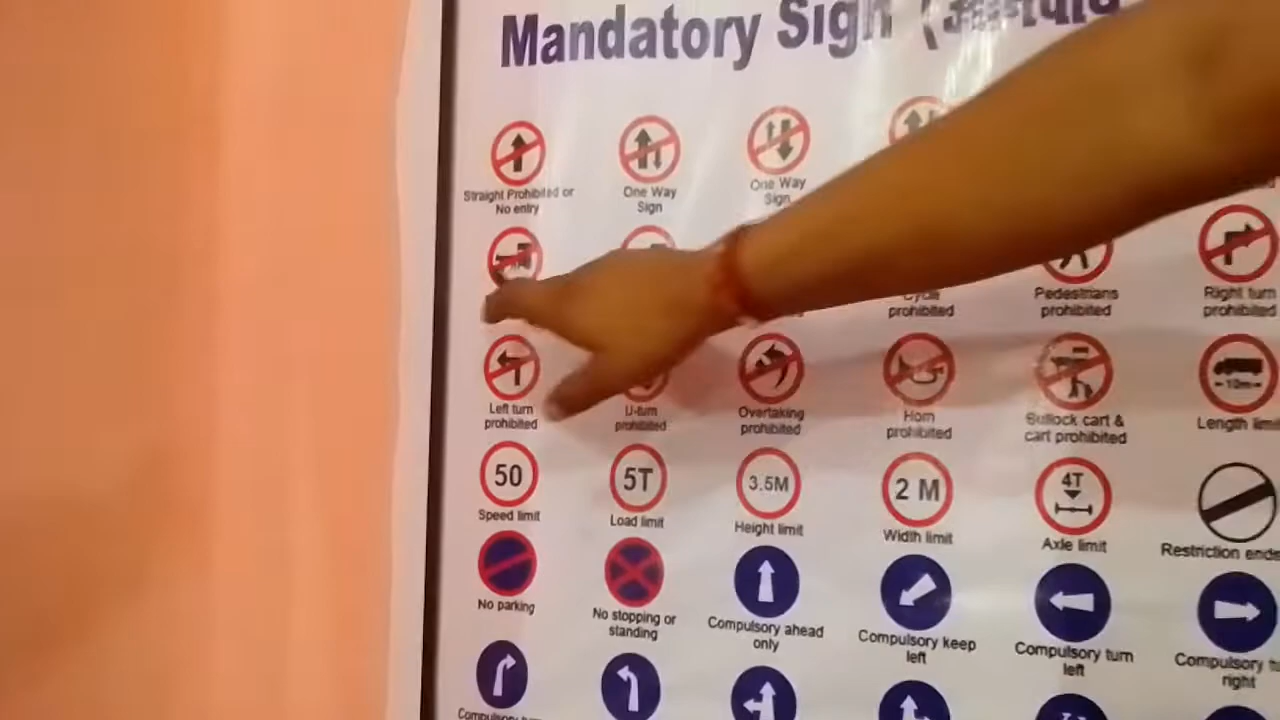 Mandatory Sign
Straight Prohibited or
No entry
One Way
Sign
One Way
Sign
prohibited
Pedestrians
prohibited
Right turn
prohibited
Left turn
prohibited
U-turn
prohibited
Overtaking
prohibited
Horn
prohibited
Bullock cart &
cart prohibited
10m
Length limit
50
Speed limit
5T
Load limit
3.5M
Height limit
2 M
Width limit
4T
Axle limit
Restriction ends
No parking
No stopping or
standing
Compulsory ahead
only
Compulsory keep
left
Compulsory turn
left
Compulsory
right
Compulsory